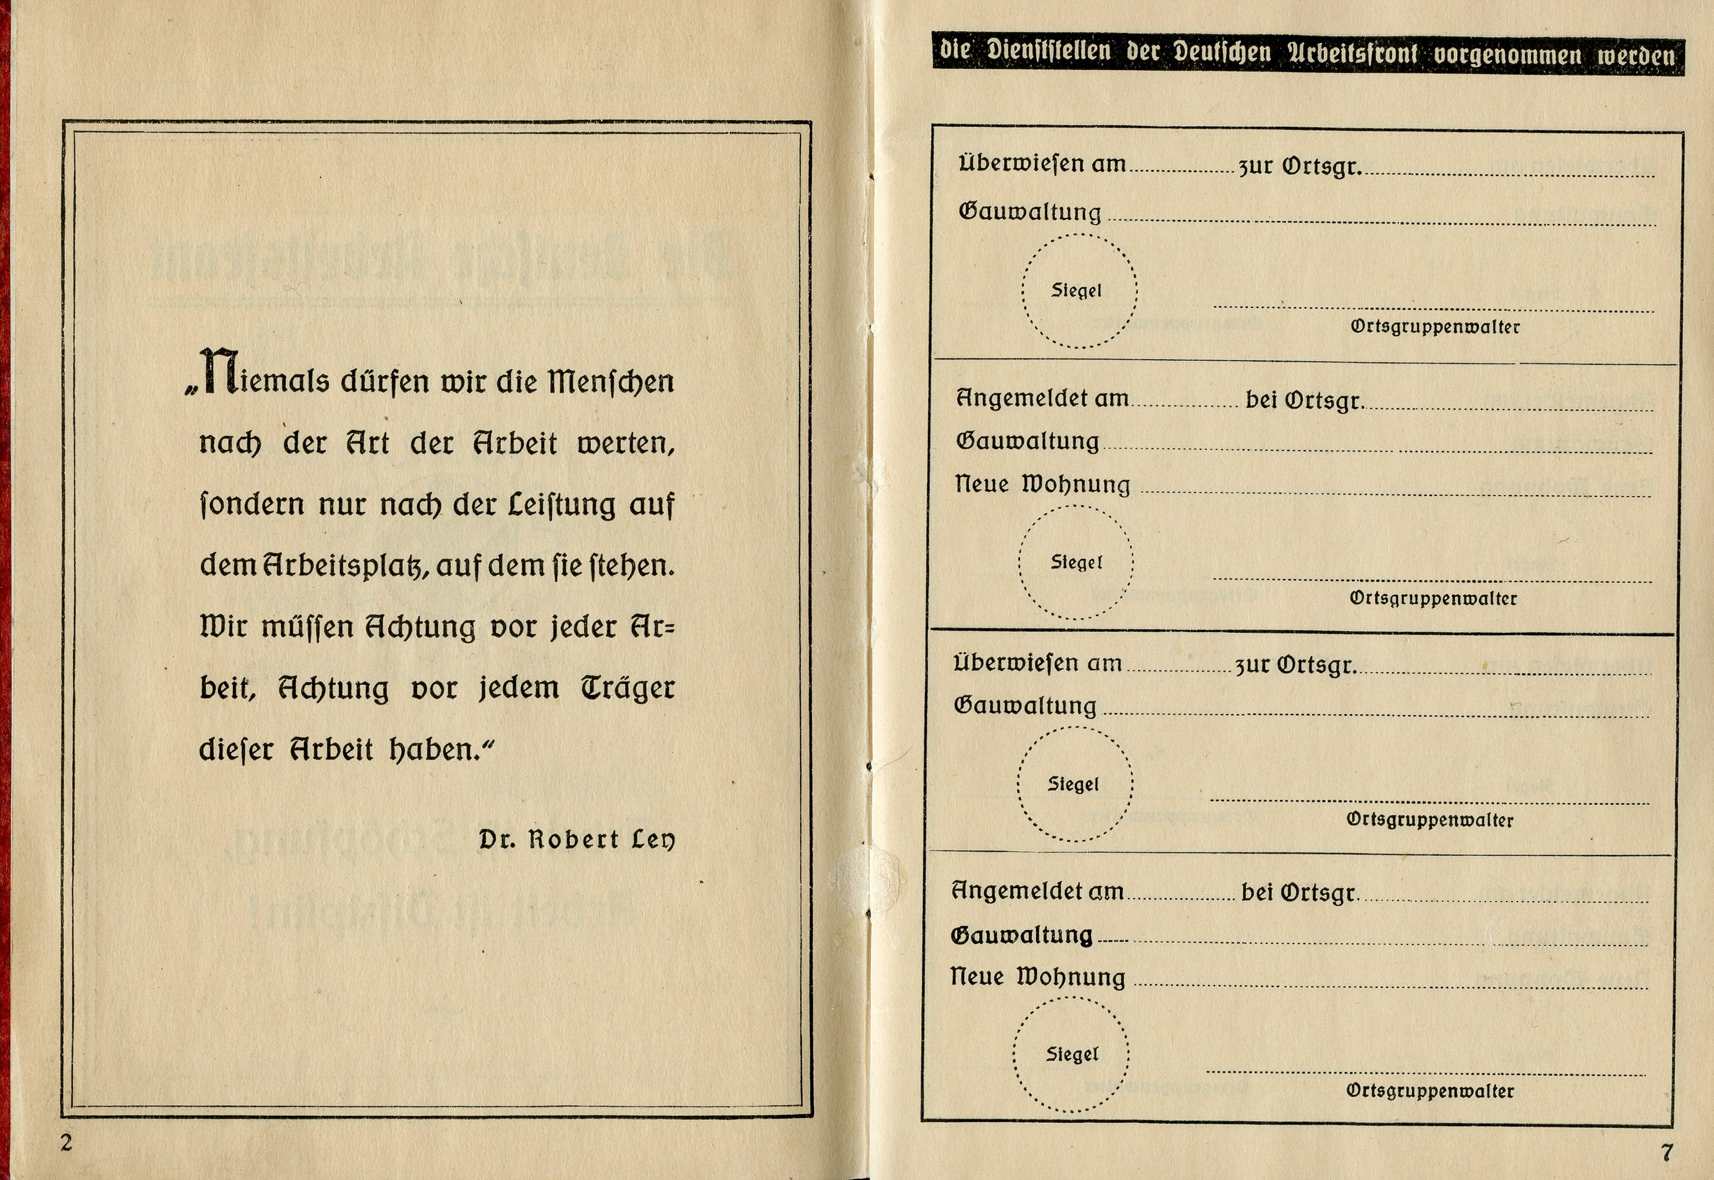 „Niemals dürfen wir die Menschen
nach der Art der Arbeit werten,
sondern nur nach der Leistung auf
dem Arbeitsplatz, auf dem sie stehen.
Wir müssen Achtung vor jeder Ar=
beit, Achtung vor jedem Träger
dieser Arbeit haben.“
Dr. Robert Ley
2
die Dienststellen der Deutschen Arbeitsfront vorgenommen werden
Überwiesen am zur Ortsgr.
Gauwaltung
Siegel
Ortsgruppenwalter
Angemeldet am bei Ortsgr.
Gauwaltung
Neue Wohnung
Siegel
Ortsgruppenwalter
Überwiesen am zur Ortsgr.
Gauwaltung
Siegel
Ortsgruppenwalter
Angemeldet am bei Ortsgr.
Gauwaltung
Neue Wohnung
Siegel
Ortsgruppenwalter
7